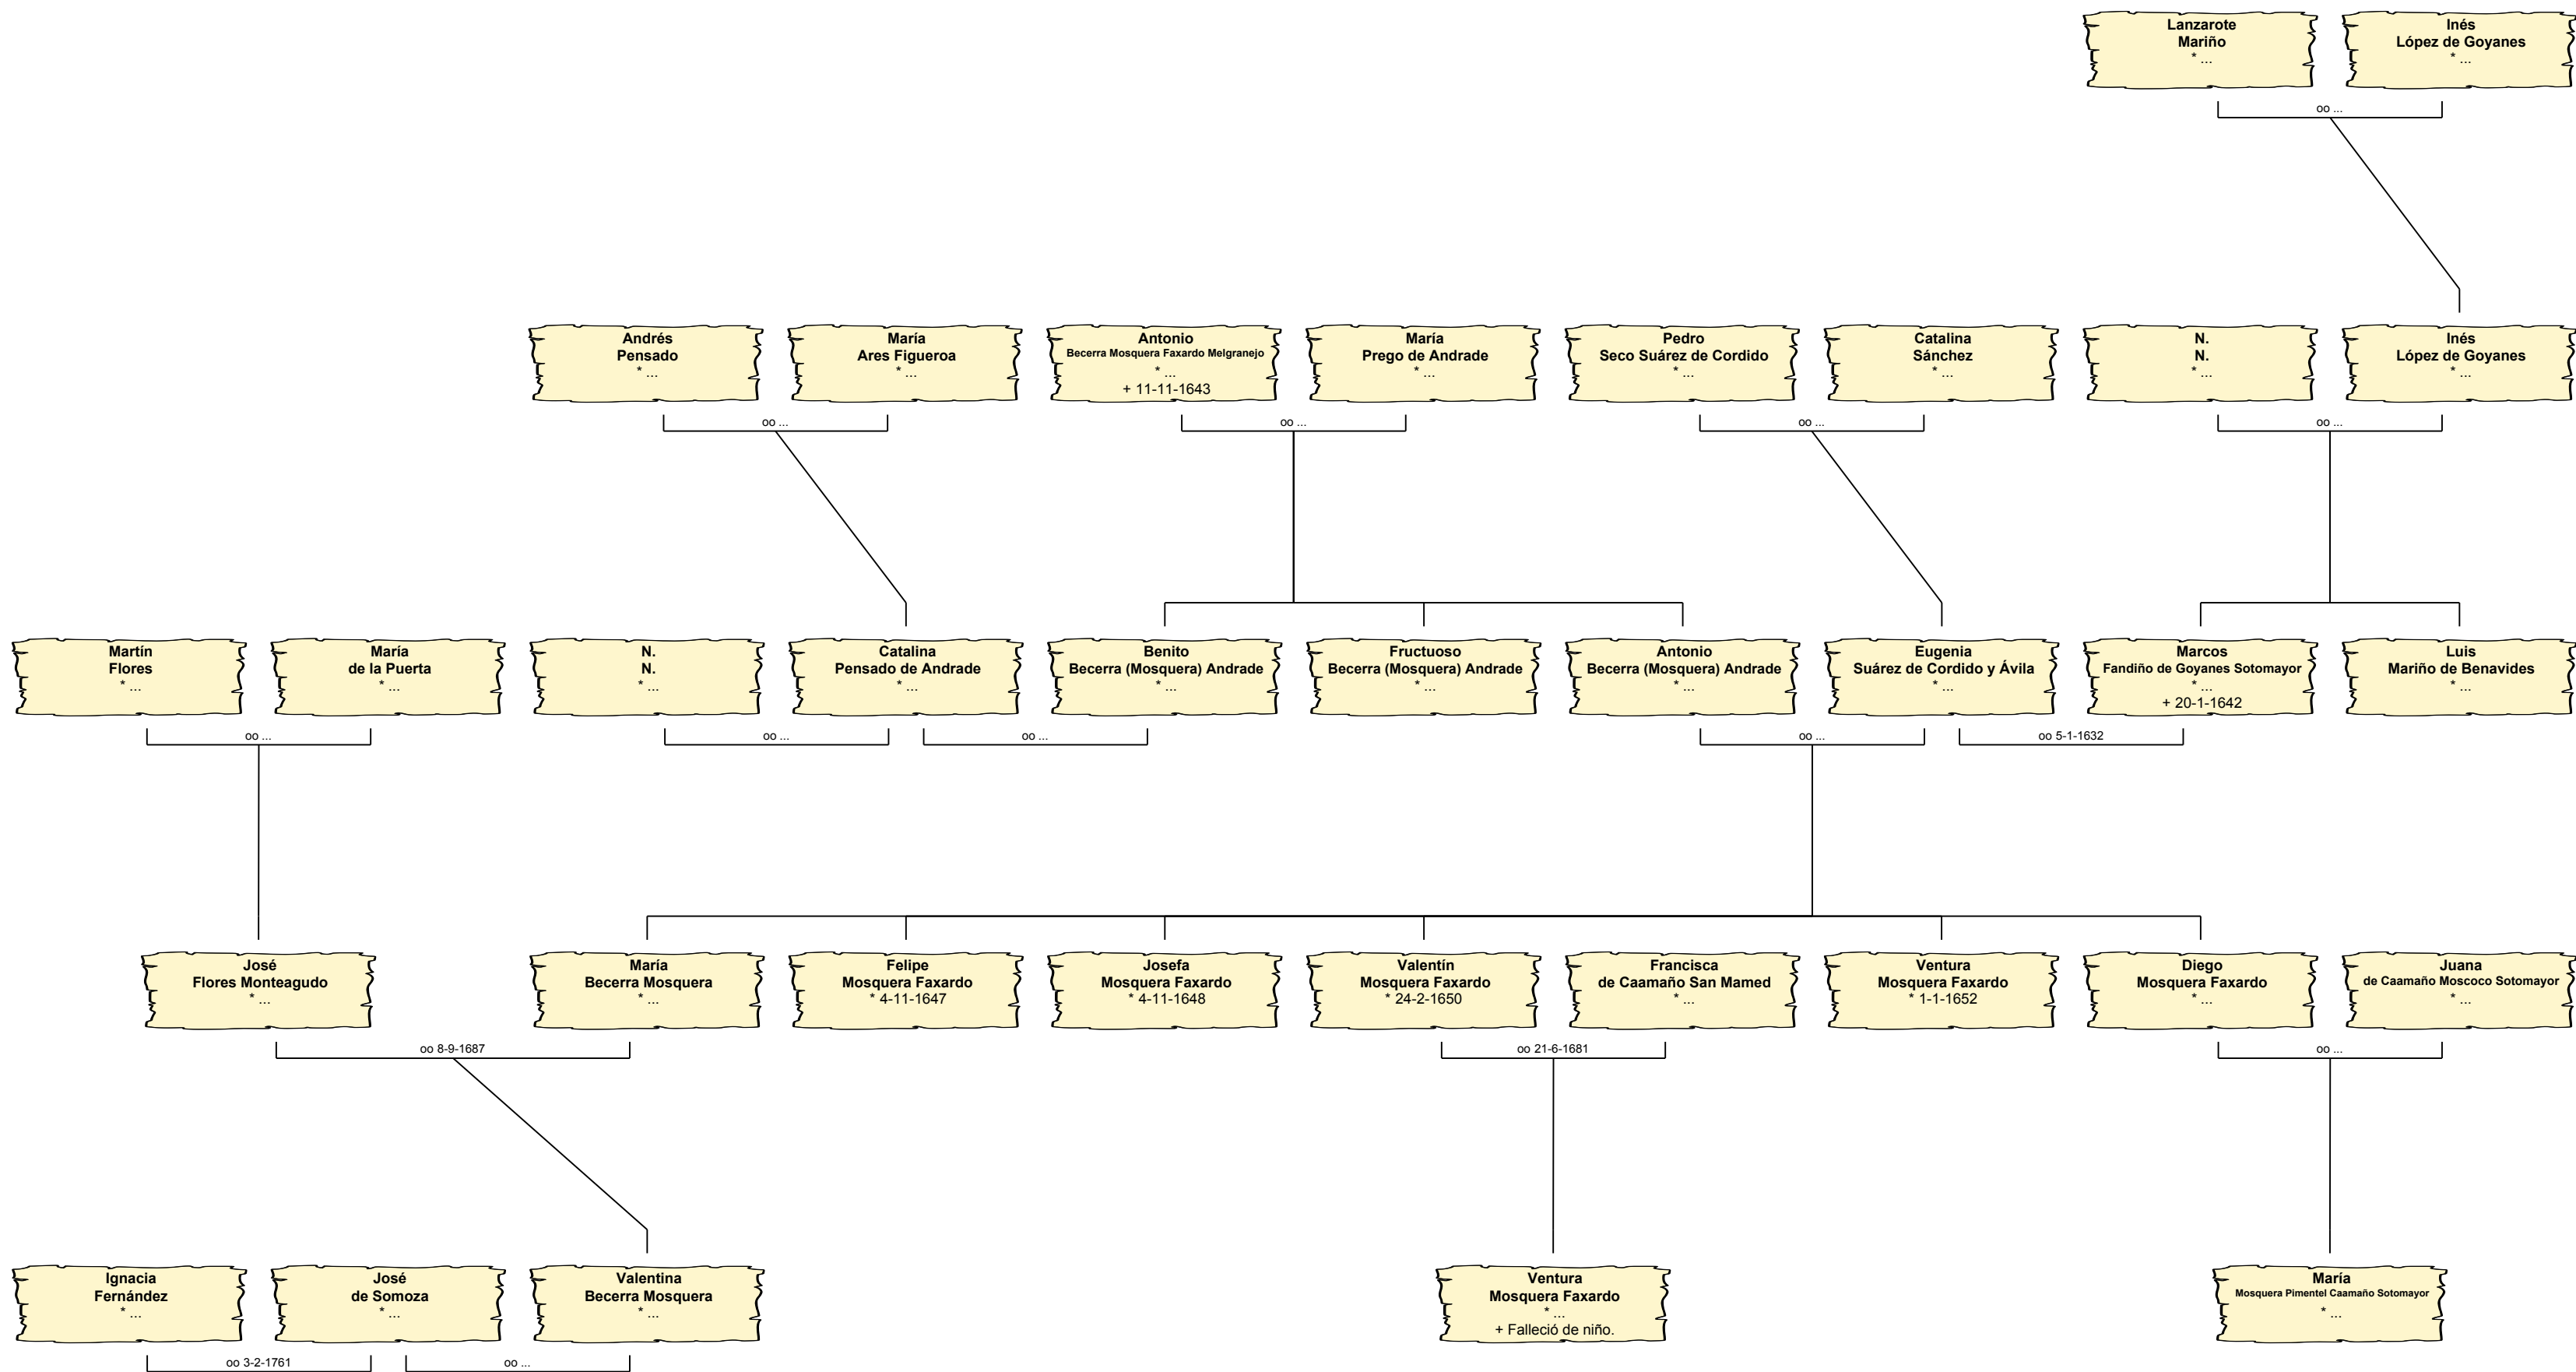 Lanzarote
Mariño
* ...
Inés
López de Goyanes
* ...
oo ...
Andrés
Pensado
* ...
María
Ares Figueroa
* ...
Antonio
Becerra Mosquera Faxardo Melgranejo
* ...
+ 11-11-1643
María
Prego de Andrade
* ...
Pedro
Seco Suárez de Cordido
* ...
Catalina
Sánchez
* ...
N.
N.
* ...
Inés
López de Goyanes
* ...
oo ...
oo ...
oo ...
oo ...
Martín
Flores
* ...
María
de la Puerta
* ...
N.
N.
* ...
Catalina
Pensado de Andrade
* ...
Benito
Becerra (Mosquera) Andrade
* ...
Fructuoso
Becerra (Mosquera) Andrade
* ...
Antonio
Becerra (Mosquera) Andrade
* ...
Eugenia
Suárez de Cordido y Ávila
* ...
Marcos
Fandiño de Goyanes Sotomayor
* ...
+ 20-1-1642
Luis
Mariño de Benavides
* ...
oo ...
oo ...
oo ...
oo ...
oo 5-1-1632
José
Flores Monteagudo
* ...
María
Becerra Mosquera
* ...
Felipe
Mosquera Faxardo
* 4-11-1647
Josefa
Mosquera Faxardo
* 4-11-1648
Valentín
Mosquera Faxardo
* 24-2-1650
Francisca
de Caamaño San Mamed
* ...
Ventura
Mosquera Faxardo
* 1-1-1652
Diego
Mosquera Faxardo
* ...
Juana
de Caamaño Moscoco Sotomayor
* ...
oo 8-9-1687
oo 21-6-1681
oo ...
Ignacia
Fernández
* ...
José
de Somoza
* ...
Valentina
Becerra Mosquera
* ...
Ventura
Mosquera Faxardo
* ...
+ Falleció de niño.
María
Mosquera Pimentel Caamaño Sotomayor
* ...
oo 3-2-1761
oo ...